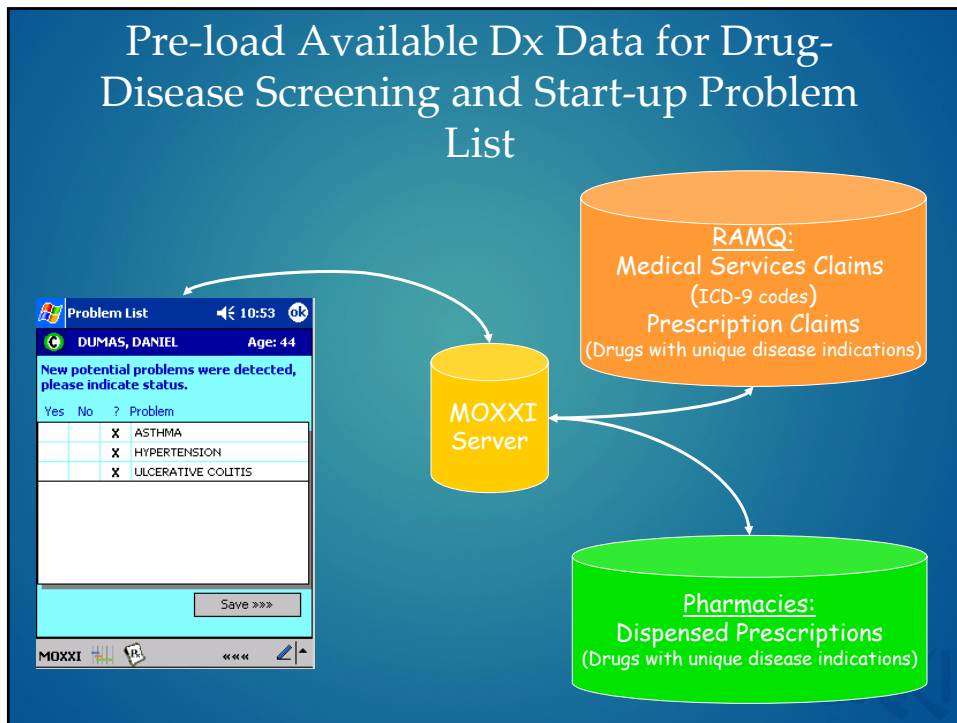 Pre-load Available Dx Data for Drug-
Disease Screening and Start-up Problem
List
RAMQ:
Medical Services Claims
(ICD-9 codes)
Prescription Claims
(Drugs with unique disease indications)
Problem List 10:53 ok
DUMAS, DANIEL Age: 44
New potential problems were detected,
please indicate status.
Yes No ? Problem
X ASTHMA
X HYPERTENSION
X ULCERATIVE COLITIS
Save »»»
MOXXI «««
MOXXI
Server
Pharmacies:
Dispensed Prescriptions
(Drugs with unique disease indications)